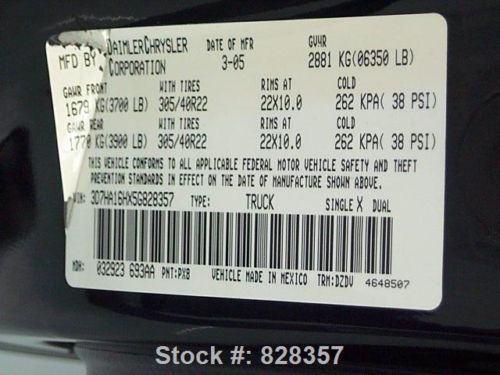 MFD BY DAIMLERCHRYSLER CORPORATION DATE OF MFR 3-05 GVWR 2881 KG(06350 LB)
GAWR FRONT WITH TIRES RIMS AT COLD
1679 KG(3700 LB) 305/40R22 22X10.0 262 KPA( 38 PSI)
GAWR REAR WITH TIRES RIMS AT COLD
1770 KG(3900 LB) 305/40R22 22X10.0 262 KPA( 38 PSI)
THIS VEHICLE CONFORMS TO ALL APPLICABLE FEDERAL MOTOR VEHICLE SAFETY AND THEFT
PREVENTION STANDARDS IN EFFECT ON THE DATE OF MANUFACTURE SHOWN ABOVE.
VIN: 3D7HA16HX5G828357 TYPE: TRUCK SINGLE X DUAL
MDH: 032923 693AA PNT:PX8 VEHICLE MADE IN MEXICO TRM:DZDV 4648507
Stock #: 828357